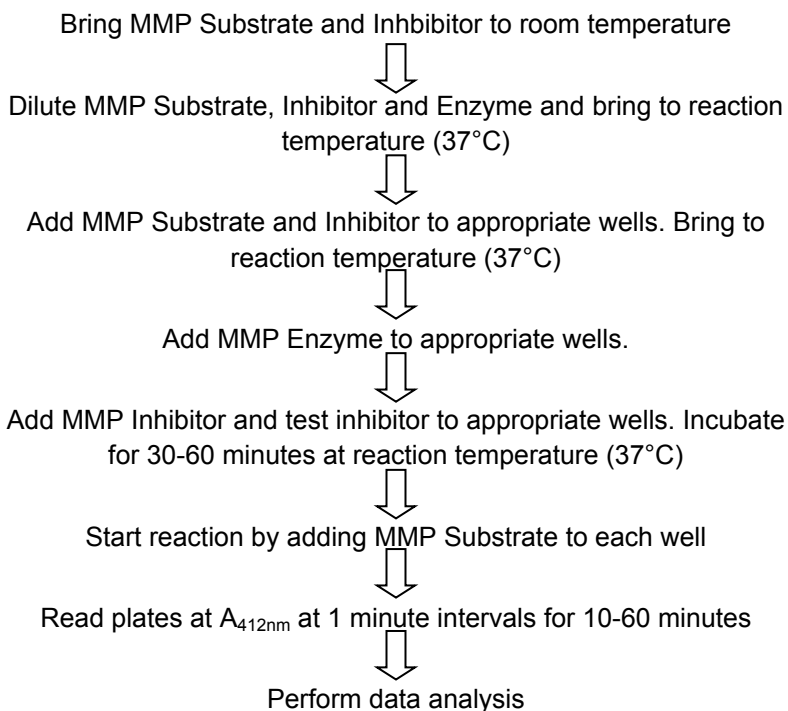 Bring MMP Substrate and Inhbibitor to room temperature
Dilute MMP Substrate, Inhibitor and Enzyme and bring to reaction
temperature (37°C)
Add MMP Substrate and Inhibitor to appropriate wells. Bring to
reaction temperature (37°C)
Add MMP Enzyme to appropriate wells.
Add MMP Inhibitor and test inhibitor to appropriate wells. Incubate
for 30-60 minutes at reaction temperature (37°C)
Start reaction by adding MMP Substrate to each well
Read plates at A412nm at 1 minute intervals for 10-60 minutes
Perform data analysis